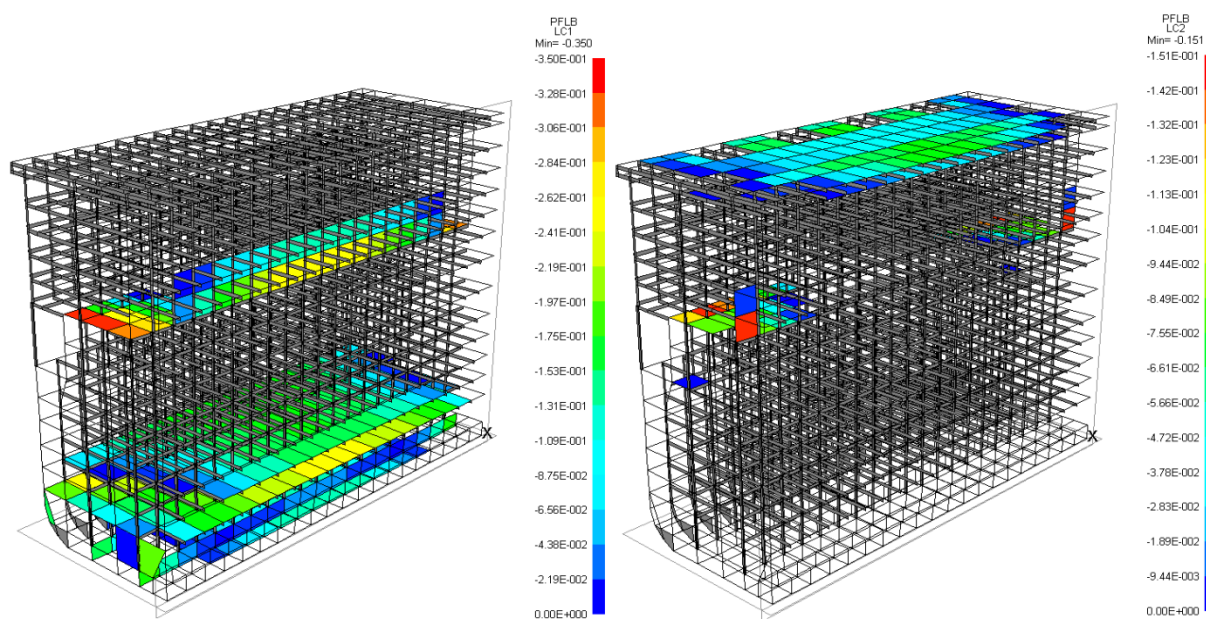 PFLB
LC1
Min= -0.350
-3.50E-001
-3.28E-001
-3.06E-001
-2.84E-001
-2.62E-001
-2.41E-001
-2.19E-001
-1.97E-001
-1.75E-001
-1.53E-001
-1.31E-001
-1.09E-001
-8.75E-002
-6.56E-002
-4.38E-002
-2.19E-002
0.00E+000
X
PFLB
LC2
Min= -0.151
-1.51E-001
-1.42E-001
-1.32E-001
-1.23E-001
-1.13E-001
-1.04E-001
-9.44E-002
-8.49E-002
-7.55E-002
-6.61E-002
-5.66E-002
-4.72E-002
-3.78E-002
-2.83E-002
-1.89E-002
-9.44E-003
0.00E+000
X